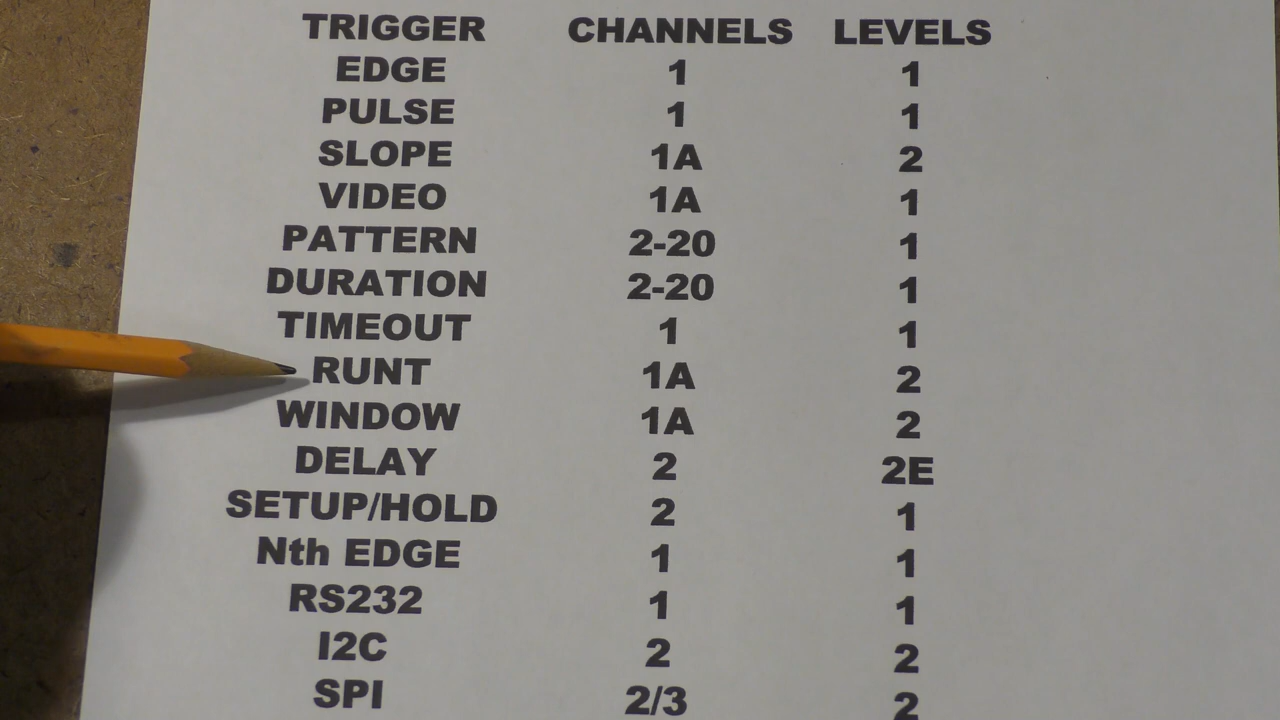 TRIGGER CHANNELS LEVELS
EDGE 1 1
PULSE 1 1
SLOPE 1A 2
VIDEO 1A 1
PATTERN 2-20 1
DURATION 2-20 1
TIMEOUT 1 1
RUNT 1A 2
WINDOW 1A 2
DELAY 2 2E
SETUP/HOLD 2 1
Nth EDGE 1 1
RS232 1 1
I2C 2 2
SPI 2/3 2